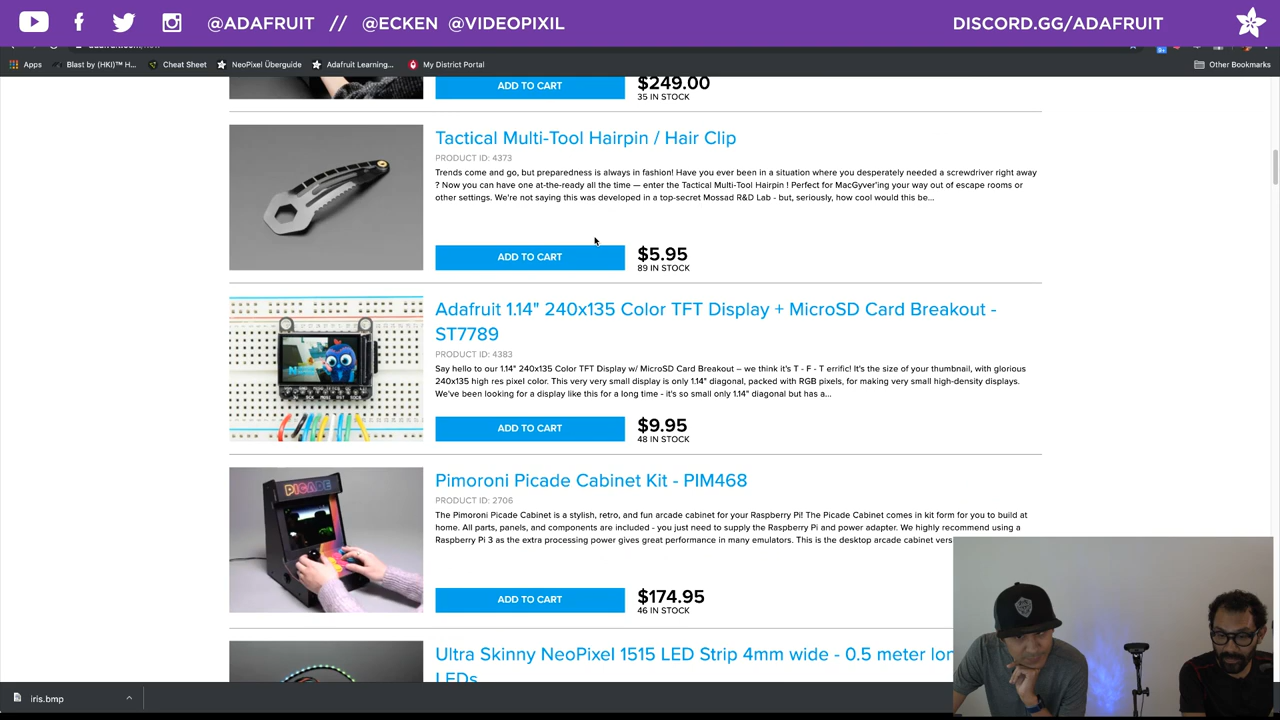 @ADAFRUIT // @ECKEN @VIDEOPIXIL
DISCORD.GG/ADAFRUIT
Apps
Blast by (HKI)™ H...
Cheat Sheet
NeoPixel Überguide
Adafruit Learning...
My District Portal
Other Bookmarks
ADD TO CART
$249.00
35 IN STOCK
Tactical Multi-Tool Hairpin / Hair Clip
PRODUCT ID: 4373
Trends come and go, but preparedness is always in fashion! Have you ever been in a situation where you desperately needed a screwdriver right away
? Now you can have one at-the-ready all the time — enter the Tactical Multi-Tool Hairpin ! Perfect for MacGyver'ing your way out of escape rooms or
other settings. We're not saying this was developed in a top-secret Mossad R&D Lab - but, seriously, how cool would this be...
ADD TO CART
$5.95
89 IN STOCK
Adafruit 1.14" 240x135 Color TFT Display + MicroSD Card Breakout -
ST7789
PRODUCT ID: 4383
Say hello to our 1.14" 240x135 Color TFT Display w/ MicroSD Card Breakout – we think it's T - F - T errific! It's the size of your thumbnail, with glorious
240x135 high res pixel color. This very very small display is only 1.14" diagonal, packed with RGB pixels, for making very small high-density displays.
We've been looking for a display like this for a long time - it's so small only 1.14" diagonal but has a...
ADD TO CART
$9.95
48 IN STOCK
Pimoroni Picade Cabinet Kit - PIM468
PRODUCT ID: 2706
The Pimoroni Picade Cabinet is a stylish, retro, and fun arcade cabinet for your Raspberry Pi! The Picade Cabinet comes in kit form for you to build at
home. All parts, panels, and components are included - you just need to supply the Raspberry Pi and power adapter. We highly recommend using a
Raspberry Pi 3 as the extra processing power gives great performance in many emulators. This is the desktop arcade cabinet vers
PICADE
ADD TO CART
$174.95
46 IN STOCK
Ultra Skinny NeoPixel 1515 LED Strip 4mm wide - 0.5 meter lon
LEDs
iris.bmp